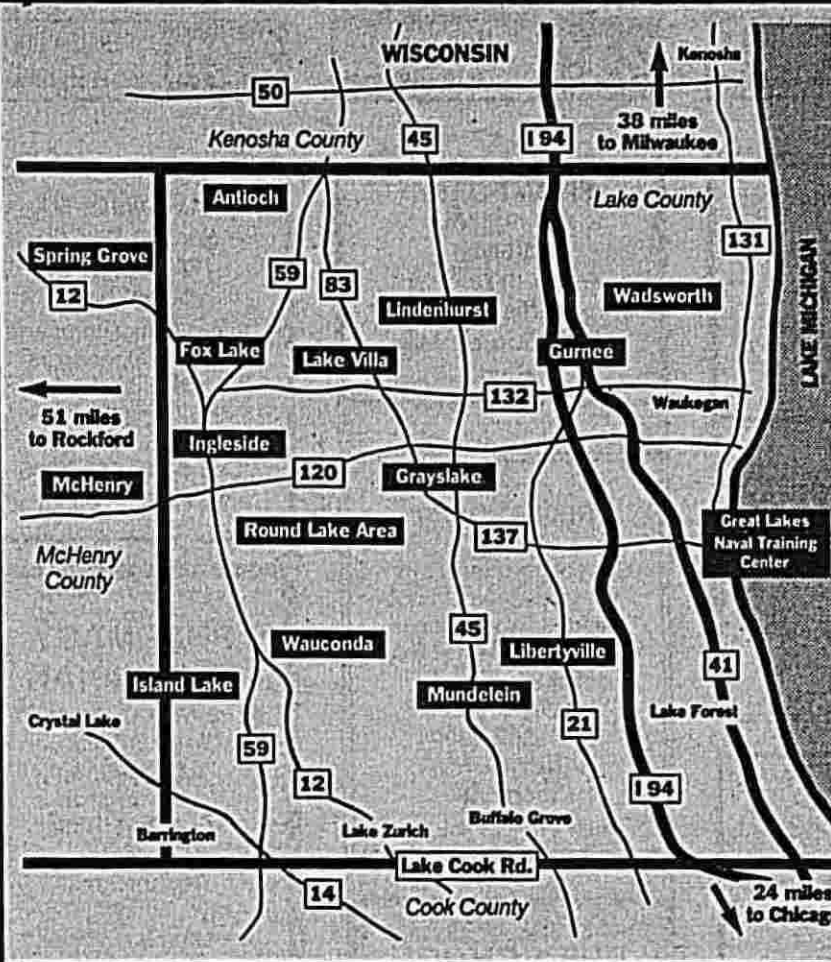 WISCONSIN
Kenosha
50
38 miles
to Milwaukee
Kenosha County
45
I 94
Antioch
Lake County
Spring Grove
12
59
83
131
Lindenhurst
Wadsworth
LAKE MICHIGAN
Fox Lake
Lake Villa
Gurnee
51 miles
to Rockford
132
Waukegan
Ingleside
120
Grayslake
McHenry
Round Lake Area
137
Great Lakes
Naval Training
Center
McHenry
County
Wauconda
45
Libertyville
41
Island Lake
Mundelein
Lake Forest
Crystal Lake
59
21
12
I 94
Barrington
Lake Zurich
Buffalo Grove
Lake Cook Rd.
14
Cook County
24 miles
to Chicag